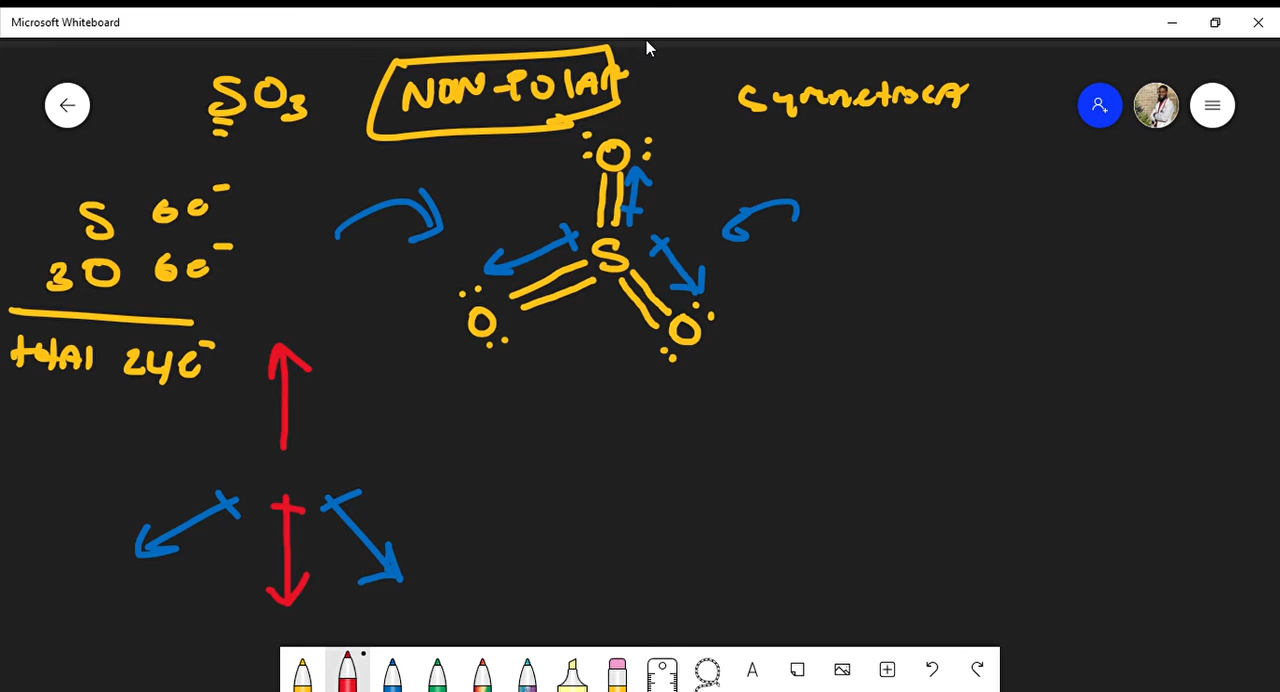 Microsoft Whiteboard
SO3 NON-POLAR Symmetrical
S 6e-
3O 6e-
total 24e-
O
S
O O
A